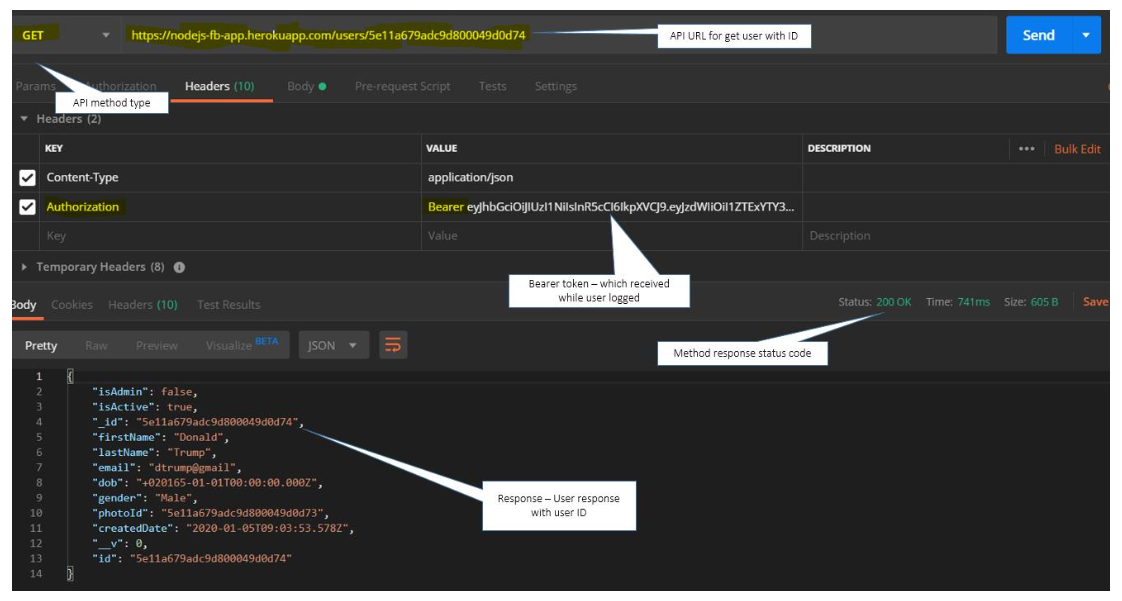 GET https://nodejs-fb-app.herokuapp.com/users/5e11a679adc9d800049d0d74 API URL for get user with ID Send
Params Authorization Headers (10) Body Pre-request Script Tests Settings
API method type
Headers (2)
KEY VALUE DESCRIPTION ••• Bulk Edit
Content-Type application/json
Authorization Bearer eyJhbGciOiJIUzI1NiIsInR5cCI6IkpXVCJ9.eyJzdWIiOiI1ZTExYTY3...
Key Value Description
Temporary Headers (8)
Bearer token – which received
while user logged
Body Cookies Headers (10) Test Results Status: 200 OK Time: 741ms Size: 605 B Save
Pretty Raw Preview Visualize BETA JSON
Method response status code
1 {
2 "isAdmin": false,
3 "isActive": true,
4 "_id": "5e11a679adc9d800049d0d74",
5 "firstName": "Donald",
6 "lastName": "Trump",
7 "email": "dtrump@gmail",
8 "dob": "+020165-01-01T00:00:00.000Z",
9 "gender": "Male",
10 "photoId": "5e11a679adc9d800049d0d73",
11 "createdDate": "2020-01-05T09:03:53.578Z",
12 "__v": 0,
13 "id": "5e11a679adc9d800049d0d74"
14 }
Response – User response
with user ID